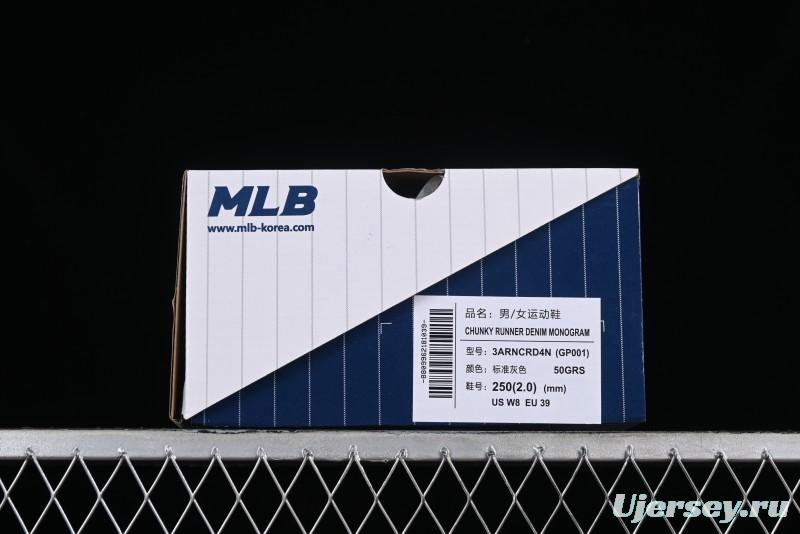 MLB
www.mlb-korea.com
品名：男/女运动鞋
CHUNKY RUNNER DENIM MONOGRAM
型号：3ARNCRD4N (GP001)
颜色：标准灰色 50GRS
鞋号：250(2.0) (mm)
US W8 EU 39
Ujersey.ru